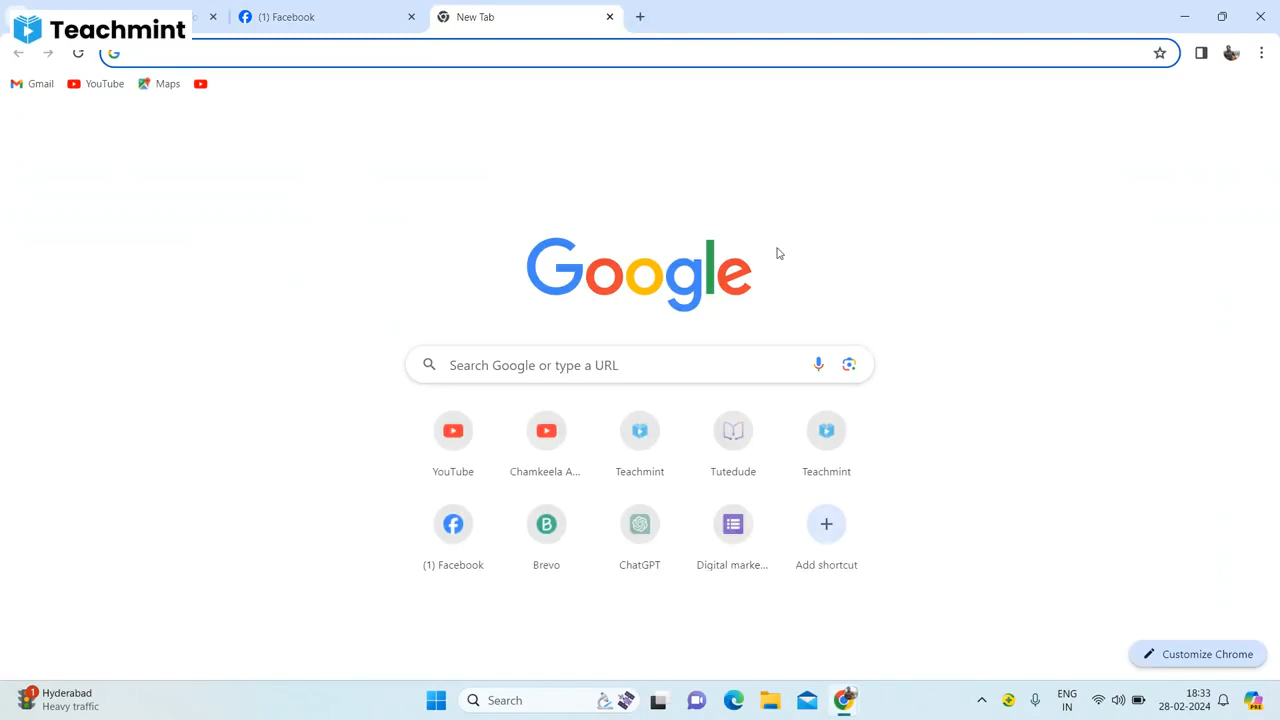 Teachmint
(1) Facebook
New Tab
Gmail
YouTube
Maps
Google
Search Google or type a URL
YouTube
Chamkeela A...
Teachmint
Tutedude
Teachmint
(1) Facebook
Brevo
ChatGPT
Digital marke...
Add shortcut
Customize Chrome
1
Hyderabad
Heavy traffic
Search
ENG
IN
18:33
28-02-2024